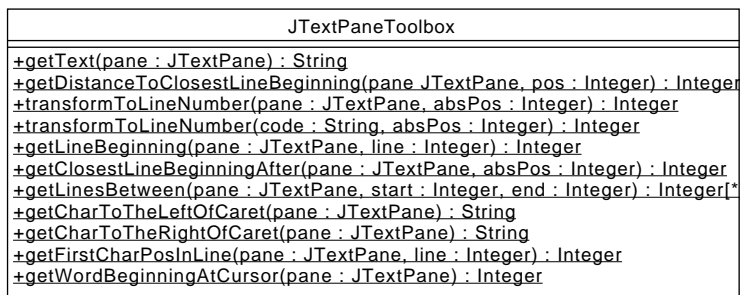 JTextPaneToolbox
+getText(pane : JTextPane) : String
+getDistanceToClosestLineBeginning(pane JTextPane, pos : Integer) : Integer
+transformToLineNumber(pane : JTextPane, absPos : Integer) : Integer
+transformToLineNumber(code : String, absPos : Integer) : Integer
+getLineBeginning(pane : JTextPane, line : Integer) : Integer
+getClosestLineBeginningAfter(pane : JTextPane, absPos : Integer) : Integer
+getLinesBetween(pane : JTextPane, start : Integer, end : Integer) : Integer[*
+getCharToTheLeftOfCaret(pane : JTextPane) : String
+getCharToTheRightOfCaret(pane : JTextPane) : String
+getFirstCharPosInLine(pane : JTextPane, line : Integer) : Integer
+getWordBeginningAtCursor(pane : JTextPane) : Integer